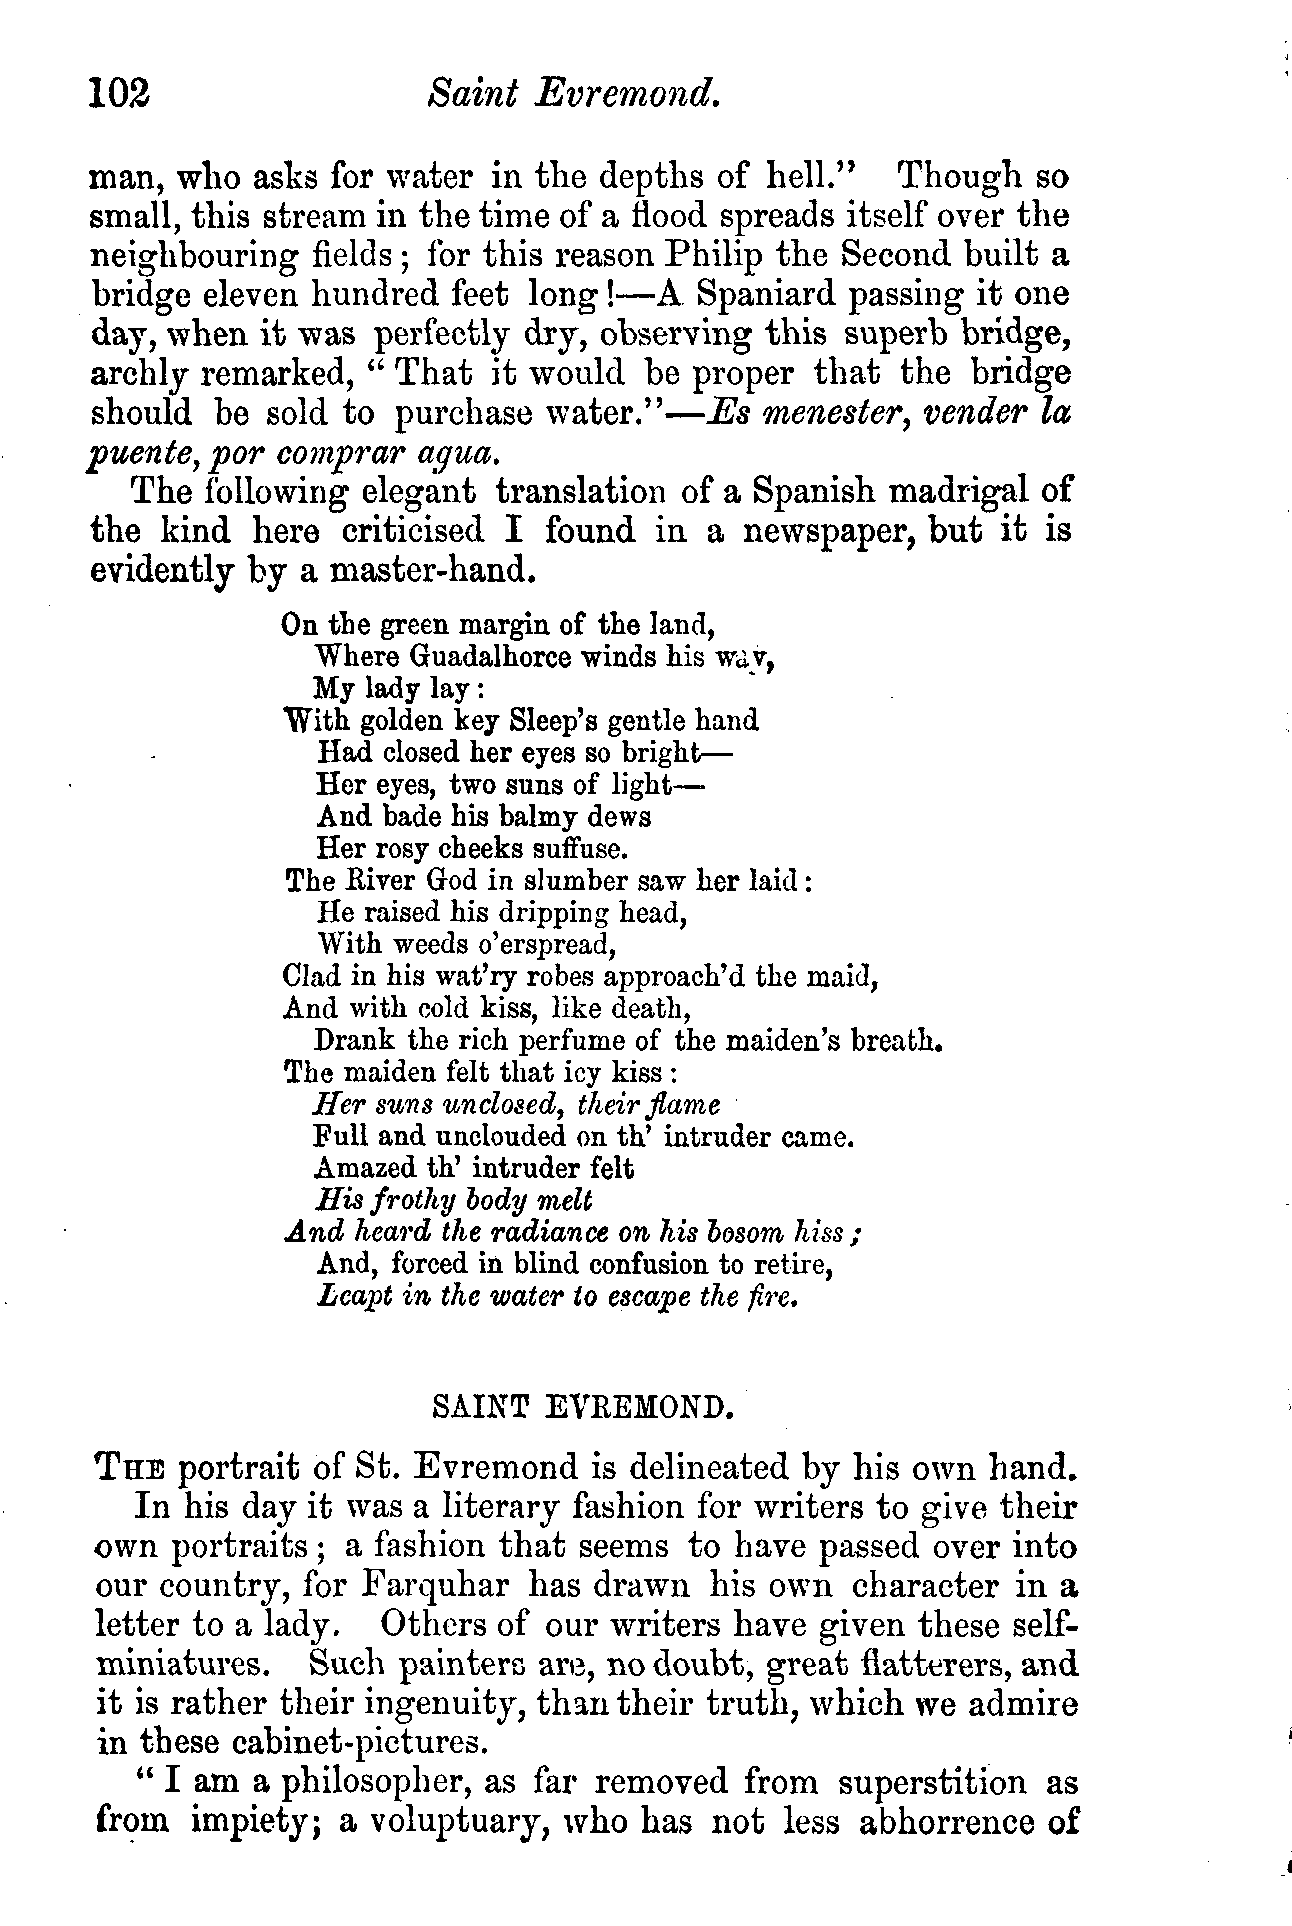 102 Saint Evremond.
man, who asks for water in the depths of hell." Though so
small, this stream in the time of a flood spreads itself over the
neighbouring fields; for this reason Philip the Second built a
bridge eleven hundred feet long!—A Spaniard passing it one
day, when it was perfectly dry, observing this superb bridge,
archly remarked, "That it would be proper that the bridge
should be sold to purchase water."—Es menester, vender la
puente, por comprar agua.
The following elegant translation of a Spanish madrigal of
the kind here criticised I found in a newspaper, but it is
evidently by a master-hand.
On the green margin of the land,
Where Guadalhorce winds his way,
My lady lay:
With golden key Sleep's gentle hand
Had closed her eyes so bright—
Her eyes, two suns of light—
And bade his balmy dews
Her rosy cheeks suffuse.
The River God in slumber saw her laid:
He raised his dripping head,
With weeds o'erspread,
Clad in his wat'ry robes approach'd the maid,
And with cold kiss, like death,
Drank the rich perfume of the maiden's breath.
The maiden felt that icy kiss:
Her suns unclosed, their flame
Full and unclouded on th' intruder came.
Amazed th' intruder felt
His frothy body melt
And heard the radiance on his bosom hiss;
And, forced in blind confusion to retire,
Leapt in the water to escape the fire.
SAINT EVREMOND.
THE portrait of St. Evremond is delineated by his own hand.
In his day it was a literary fashion for writers to give their
own portraits; a fashion that seems to have passed over into
our country, for Farquhar has drawn his own character in a
letter to a lady. Others of our writers have given these self-
miniatures. Such painters are, no doubt, great flatterers, and
it is rather their ingenuity, than their truth, which we admire
in these cabinet-pictures.
"I am a philosopher, as far removed from superstition as
from impiety; a voluptuary, who has not less abhorrence of